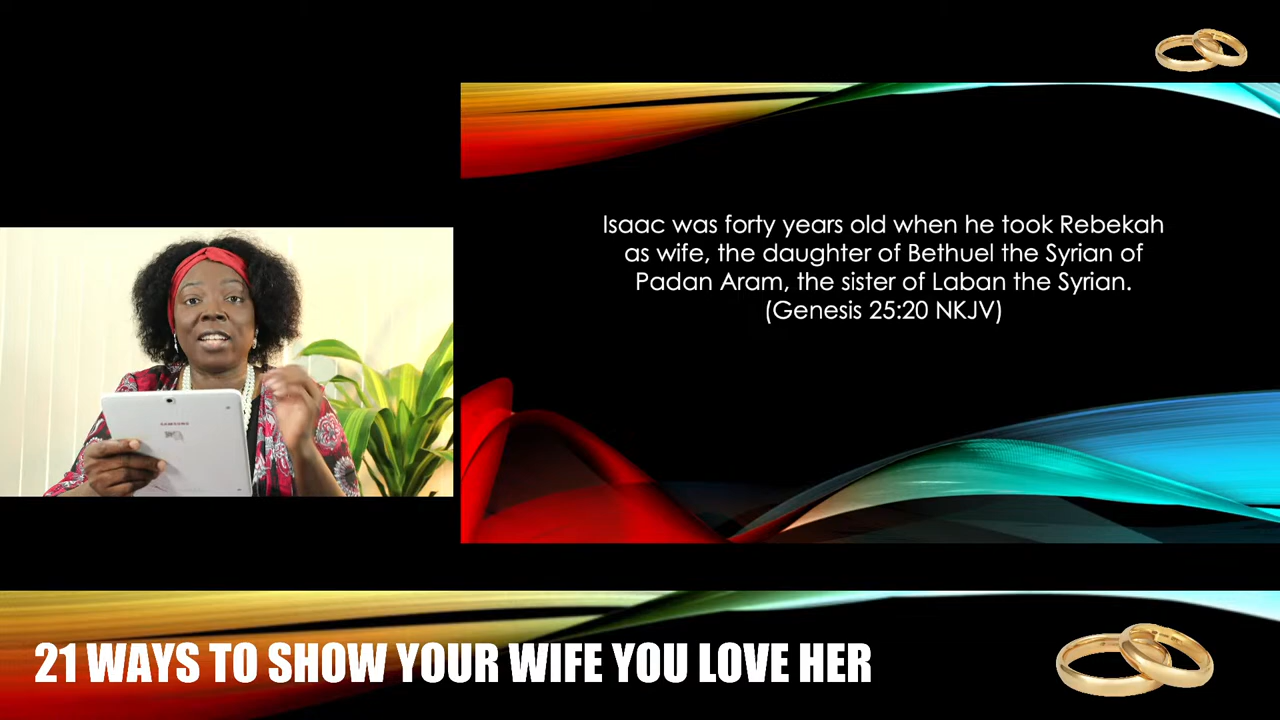 Isaac was forty years old when he took Rebekah
as wife, the daughter of Bethuel the Syrian of
Padan Aram, the sister of Laban the Syrian.
(Genesis 25:20 NKJV)
SAMSUNG
21 WAYS TO SHOW YOUR WIFE YOU LOVE HER